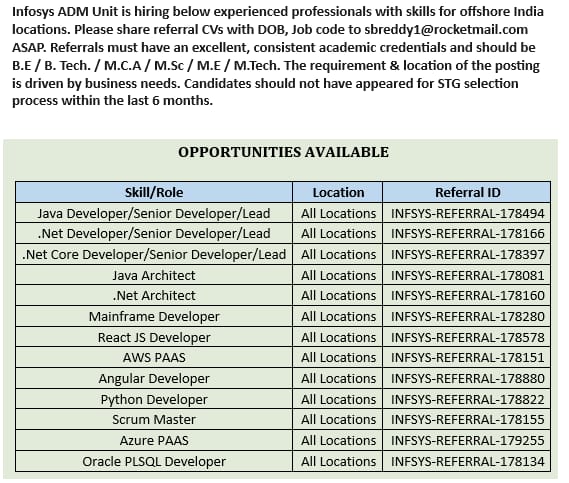 Infosys ADM Unit is hiring below experienced professionals with skills for offshore India
locations. Please share referral CVs with DOB, Job code to sbreddy1@rocketmail.com
ASAP. Referrals must have an excellent, consistent academic credentials and should be
B.E / B. Tech. / M.C.A / M.Sc / M.E / M.Tech. The requirement & location of the posting
is driven by business needs. Candidates should not have appeared for STG selection
process within the last 6 months.
OPPORTUNITIES AVAILABLE
Skill/Role Location Referral ID
Java Developer/Senior Developer/Lead All Locations INFSYS-REFERRAL-178494
.Net Developer/Senior Developer/Lead All Locations INFSYS-REFERRAL-178166
.Net Core Developer/Senior Developer/Lead All Locations INFSYS-REFERRAL-178397
Java Architect All Locations INFSYS-REFERRAL-178081
.Net Architect All Locations INFSYS-REFERRAL-178160
Mainframe Developer All Locations INFSYS-REFERRAL-178280
React JS Developer All Locations INFSYS-REFERRAL-178578
AWS PAAS All Locations INFSYS-REFERRAL-178151
Angular Developer All Locations INFSYS-REFERRAL-178880
Python Developer All Locations INFSYS-REFERRAL-178822
Scrum Master All Locations INFSYS-REFERRAL-178155
Azure PAAS All Locations INFSYS-REFERRAL-179255
Oracle PLSQL Developer All Locations INFSYS-REFERRAL-178134